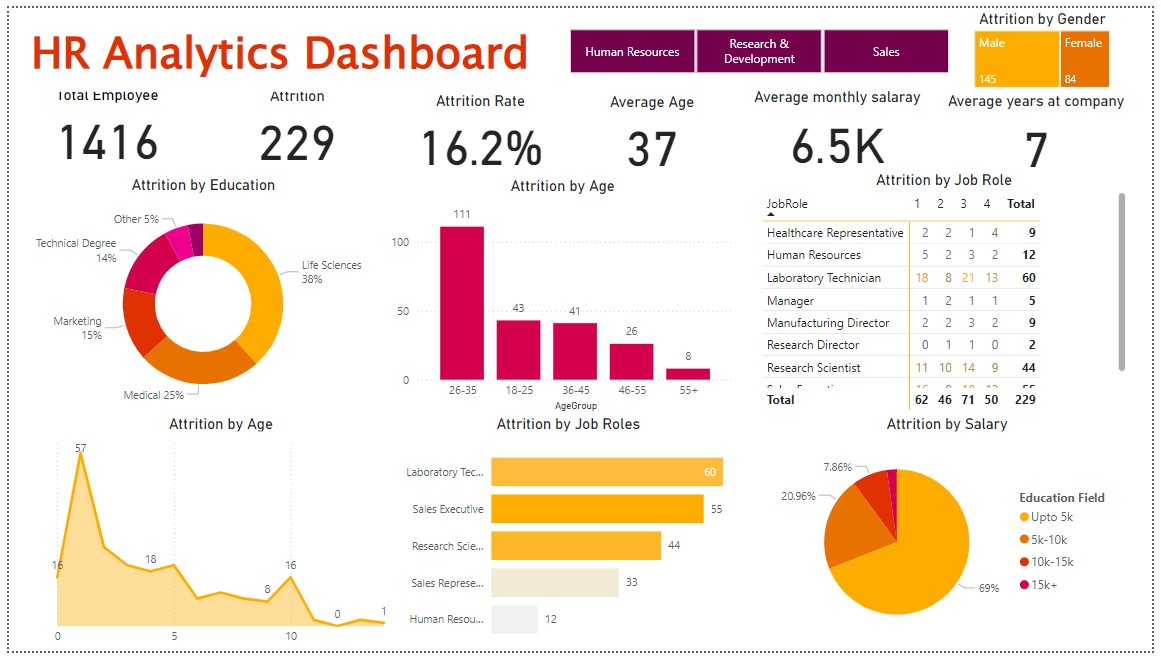 HR Analytics Dashboard
Human Resources
Research &
Development
Sales
Attrition by Gender
Male
145
Female
84
Total Employee
1416
Attrition
229
Attrition Rate
16.2%
Average Age
37
Average monthly salaray
6.5K
Average years at company
7
Attrition by Education
Other 5%
Technical Degree
14%
Marketing
15%
Medical 25%
Life Sciences
38%
Attrition by Age
100
50
0
111
43
41
26
8
26-35
18-25
36-45
46-55
55+
AgeGroup
Attrition by Job Role
JobRole 1 2 3 4 Total
Healthcare Representative 2 2 1 4 9
Human Resources 5 2 3 2 12
Laboratory Technician 18 8 21 13 60
Manager 1 2 1 1 5
Manufacturing Director 2 2 3 2 9
Research Director 0 1 1 0 2
Research Scientist 11 10 14 9 44
Total 62 46 71 50 229
Attrition by Age
16
57
18
8
16
0
1
0
5
10
Attrition by Job Roles
Laboratory Tec... 60
Sales Executive 55
Research Scie... 44
Sales Represe... 33
Human Resou... 12
Attrition by Salary
7.86%
20.96%
69%
Education Field
Upto 5k
5k-10k
10k-15k
15k+